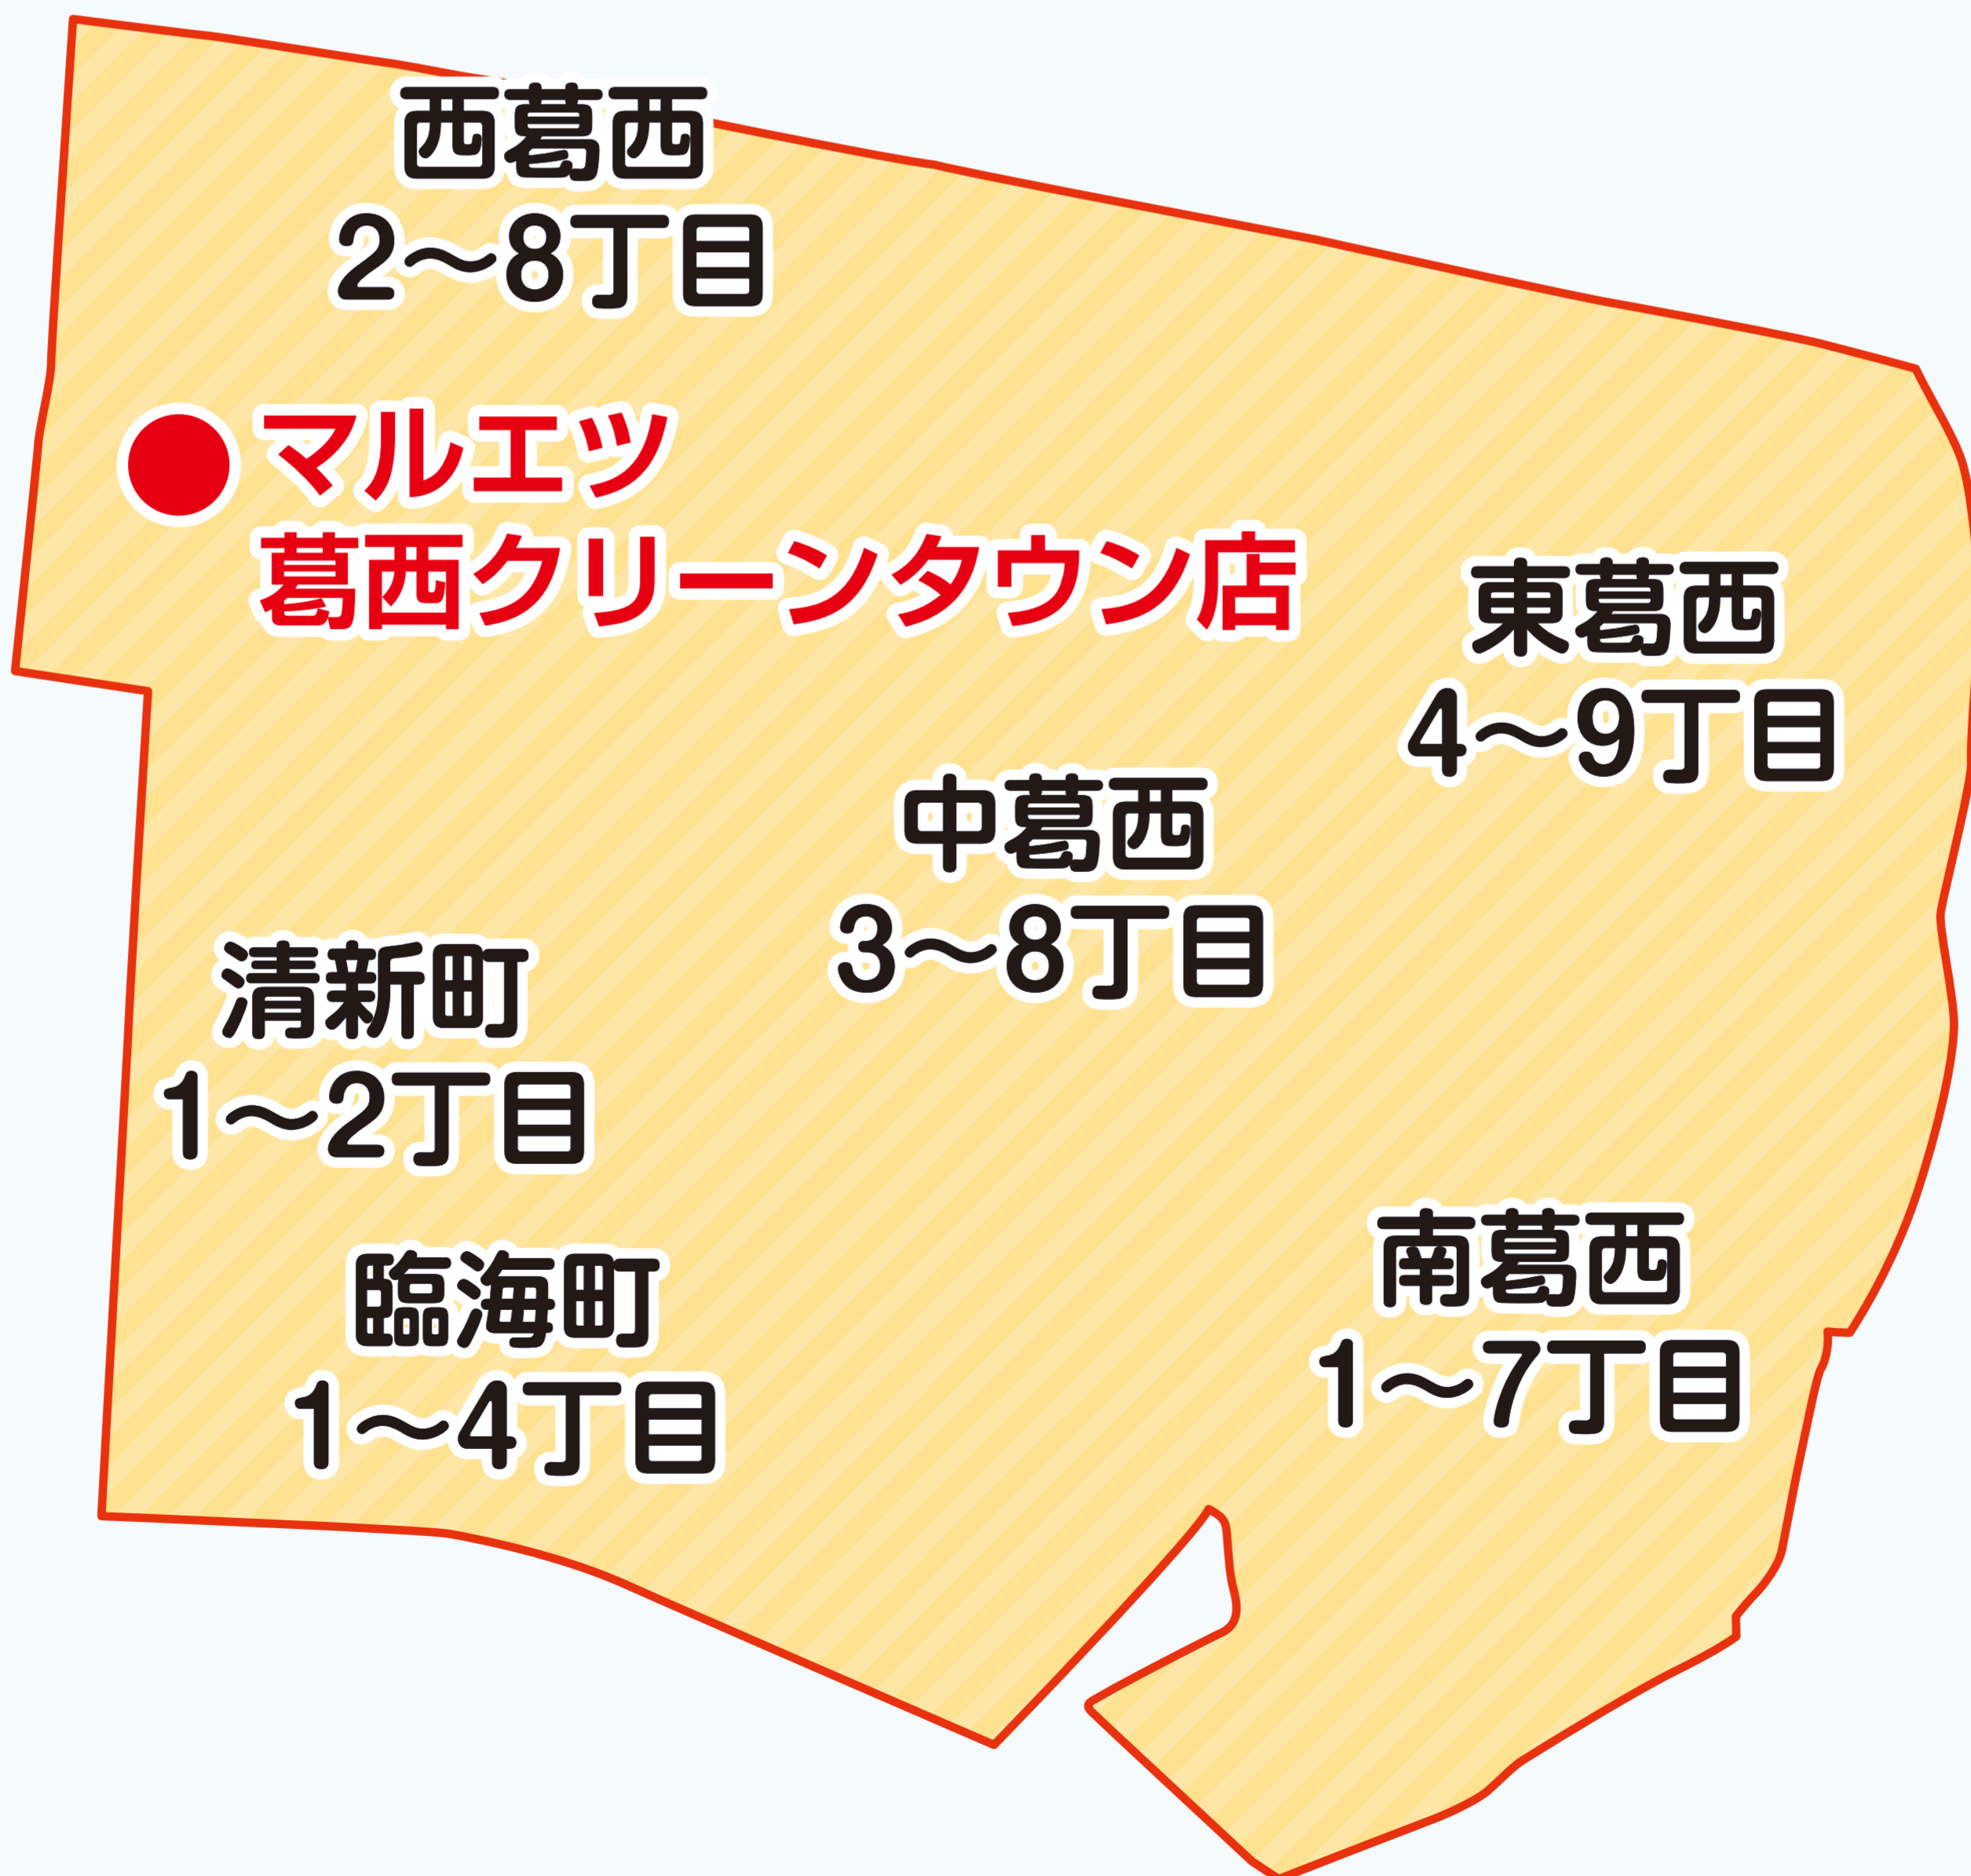 西葛西
2〜8丁目
マルエツ
葛西クリーンタウン店
東葛西
4〜9丁目
中葛西
3〜8丁目
清新町
1〜2丁目
南葛西
1〜7丁目
臨海町
1〜4丁目